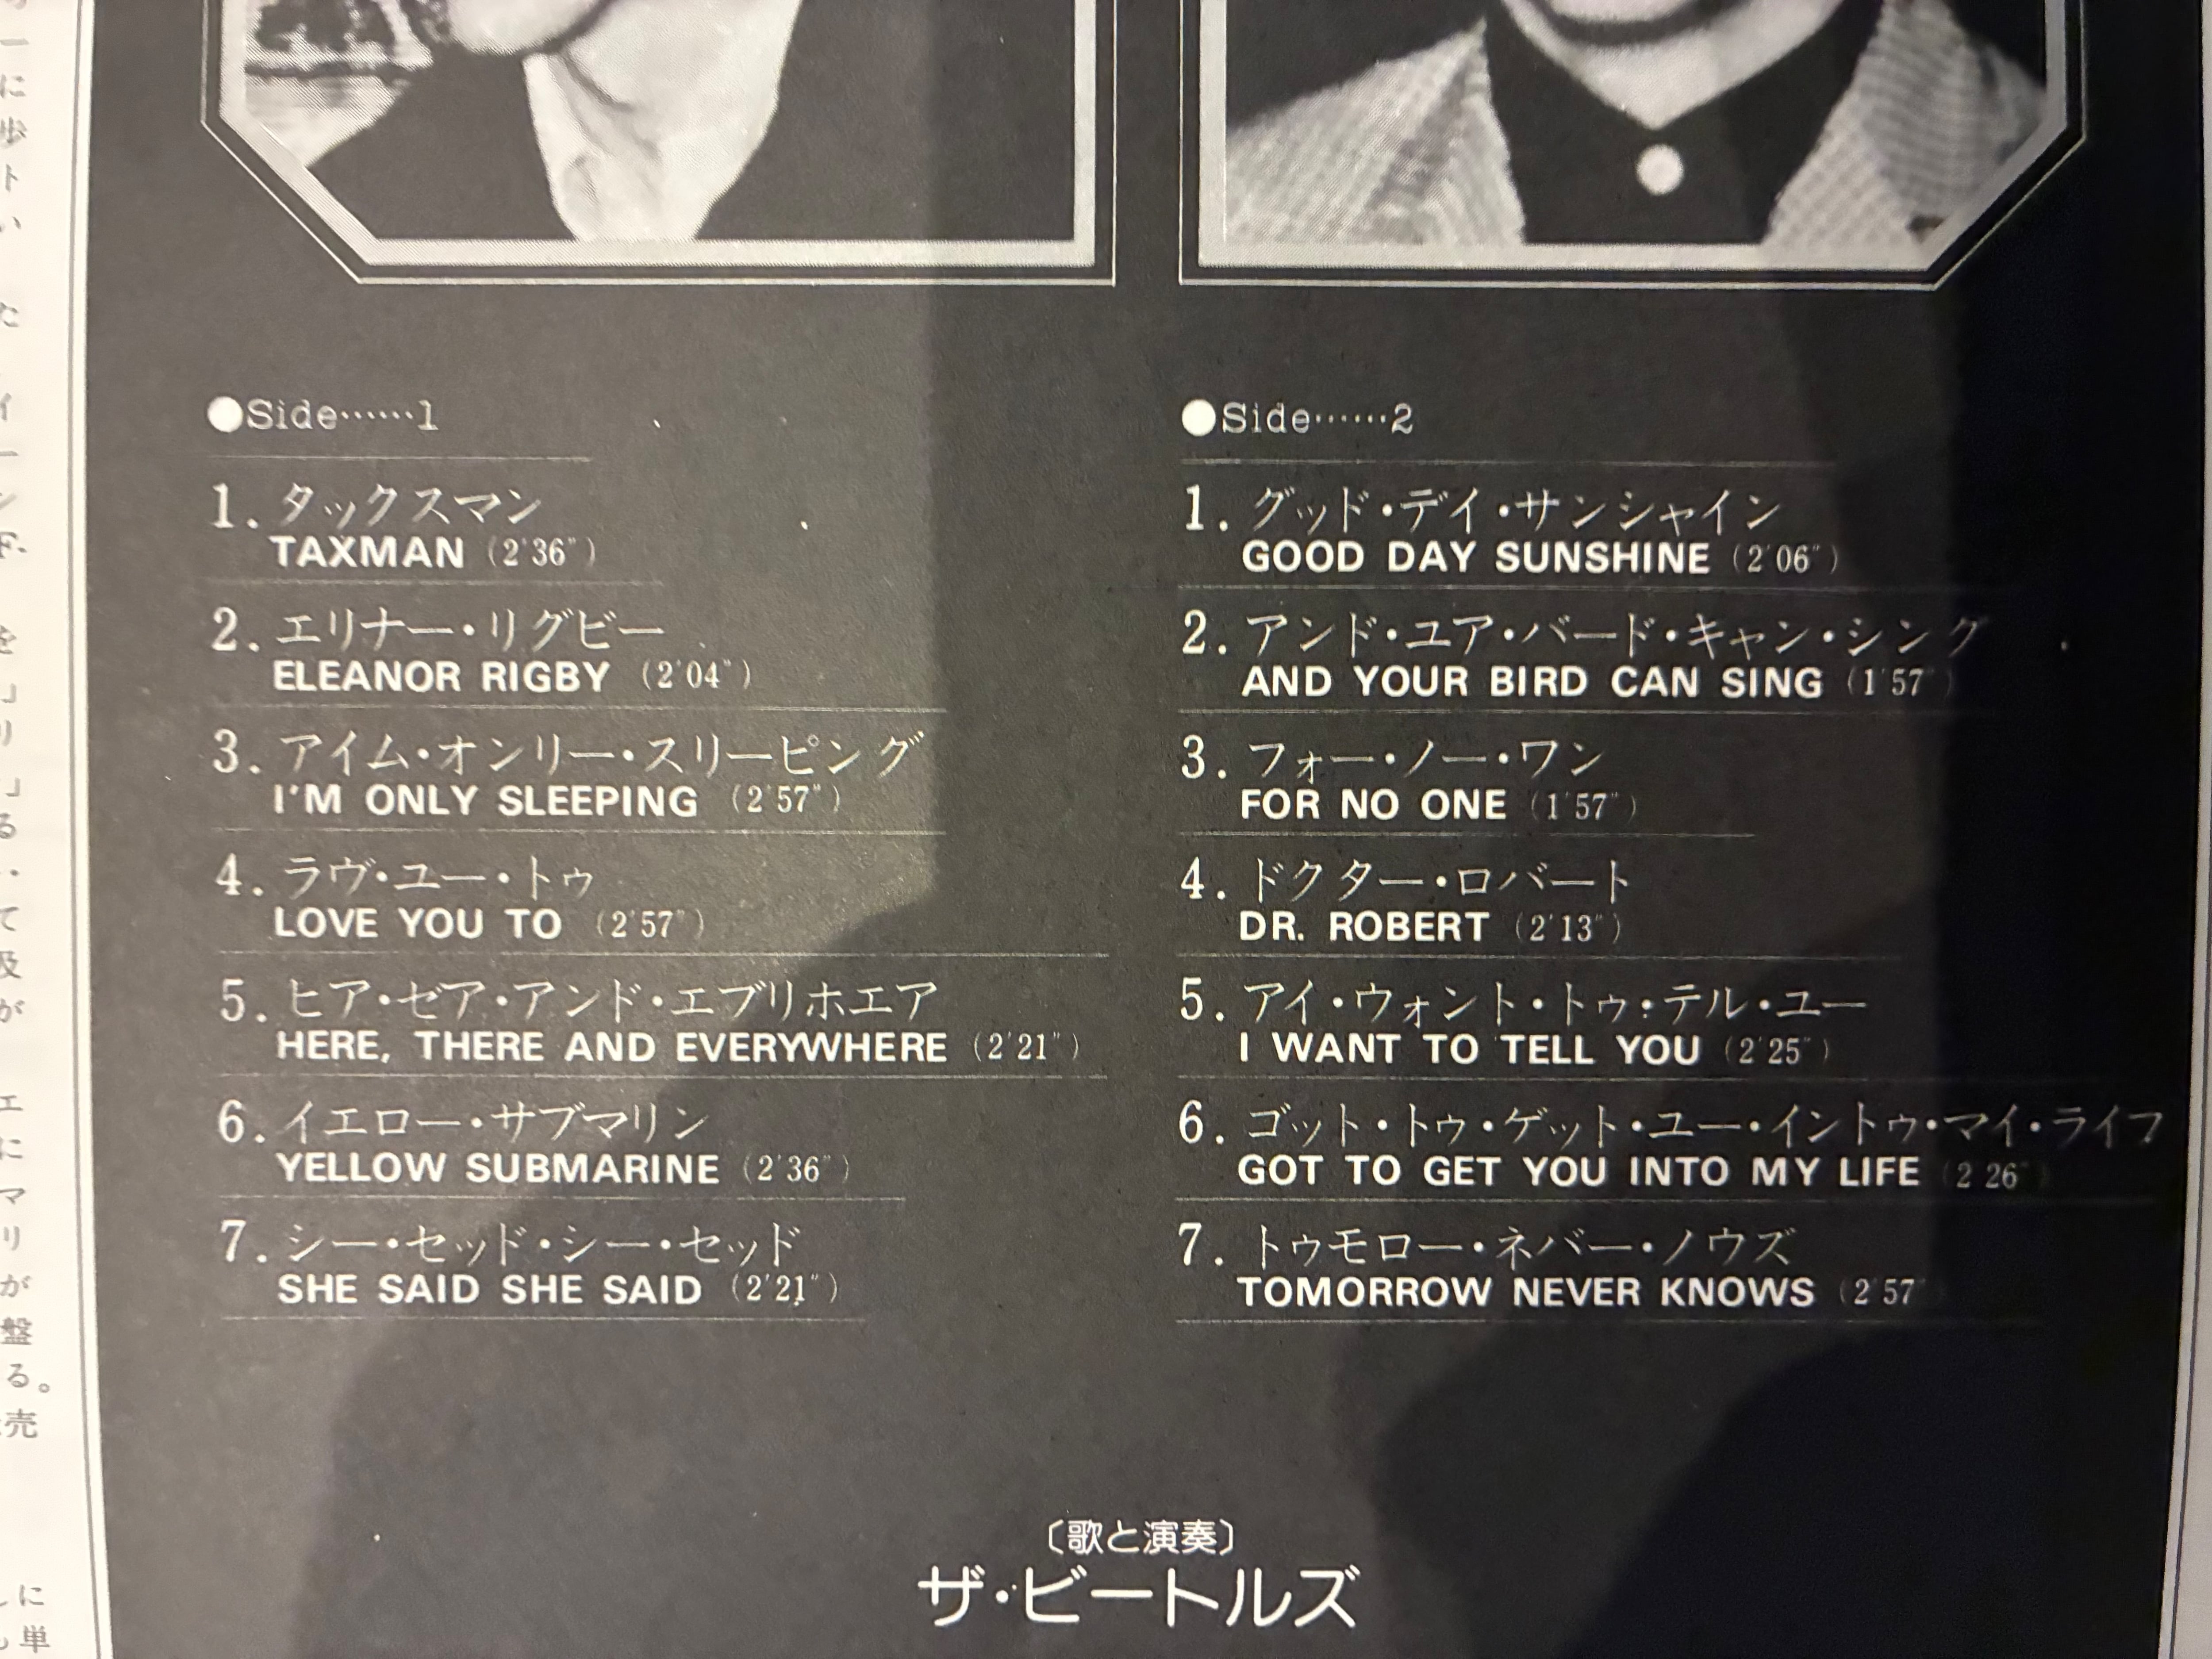 ●Side……1
1. タックスマン
TAXMAN (2'36")
2. エリナー・リグビー
ELEANOR RIGBY (2'04")
3. アイム・オンリー・スリーピング
I'M ONLY SLEEPING (2'57")
4. ラヴ・ユー・トゥ
LOVE YOU TO (2'57")
5. ヒア・ゼア・アンド・エブリホエア
HERE, THERE AND EVERYWHERE (2'21")
6. イエロー・サブマリン
YELLOW SUBMARINE (2'36")
7. シー・セッド・シー・セッド
SHE SAID SHE SAID (2'21")
●Side……2
1. グッド・デイ・サンシャイン
GOOD DAY SUNSHINE (2'06")
2. アンド・ユア・バード・キャン・シング
AND YOUR BIRD CAN SING (1'57")
3. フォー・ノー・ワン
FOR NO ONE (1'57")
4. ドクター・ロバート
DR. ROBERT (2'13")
5. アイ・ウォント・トゥ・テル・ユー
I WANT TO TELL YOU (2'25")
6. ゴット・トゥ・ゲット・ユー・イントゥ・マイ・ライフ
GOT TO GET YOU INTO MY LIFE (2'26")
7. トゥモロー・ネバー・ノウズ
TOMORROW NEVER KNOWS (2'57"
〔歌と演奏〕
ザ・ビートルズ